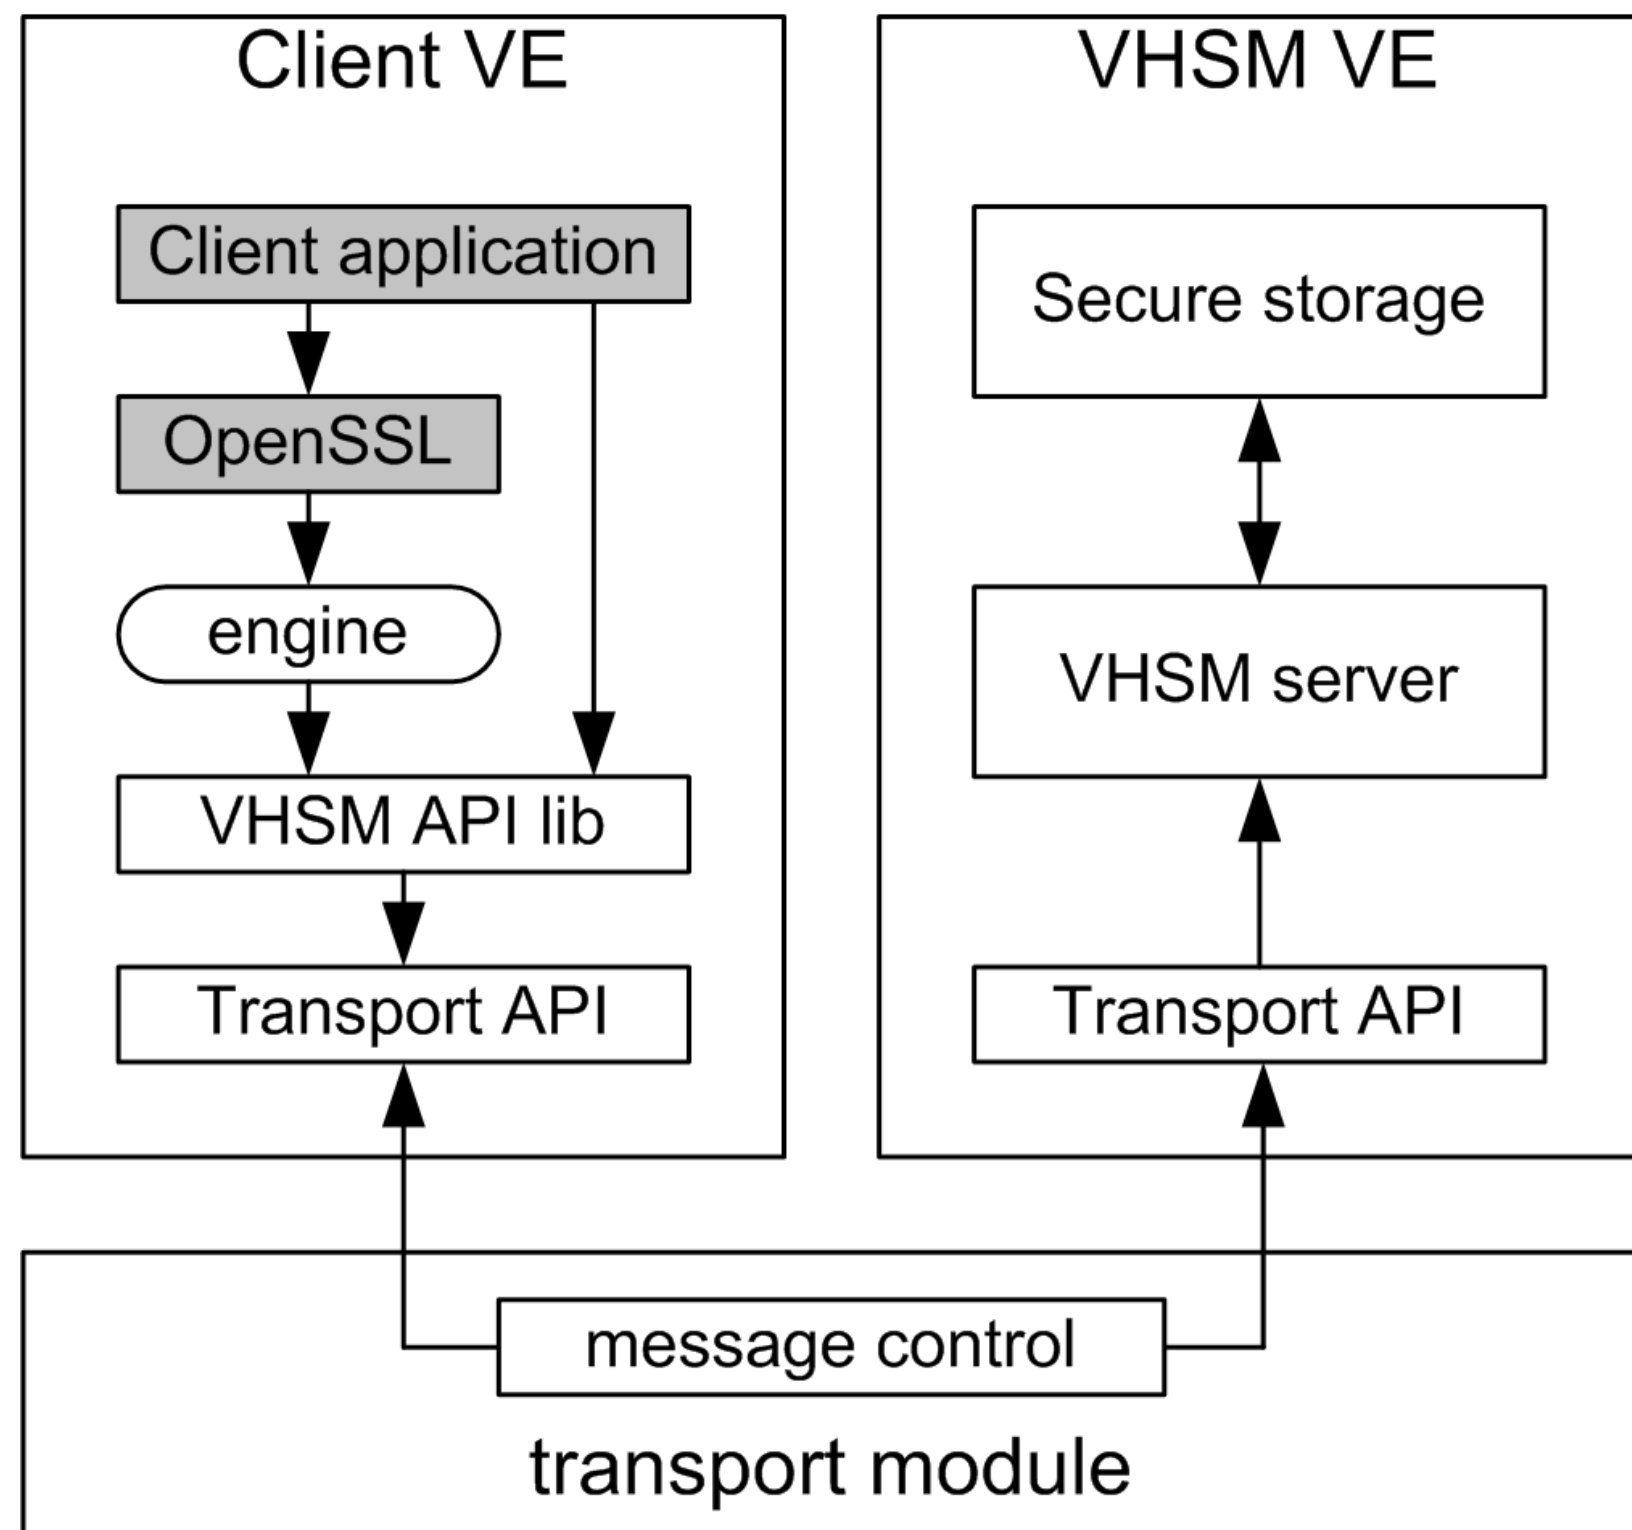 Client VE
Client application
OpenSSL
engine
VHSM API lib
Transport API
VHSM VE
Secure storage
VHSM server
Transport API
message control
transport module